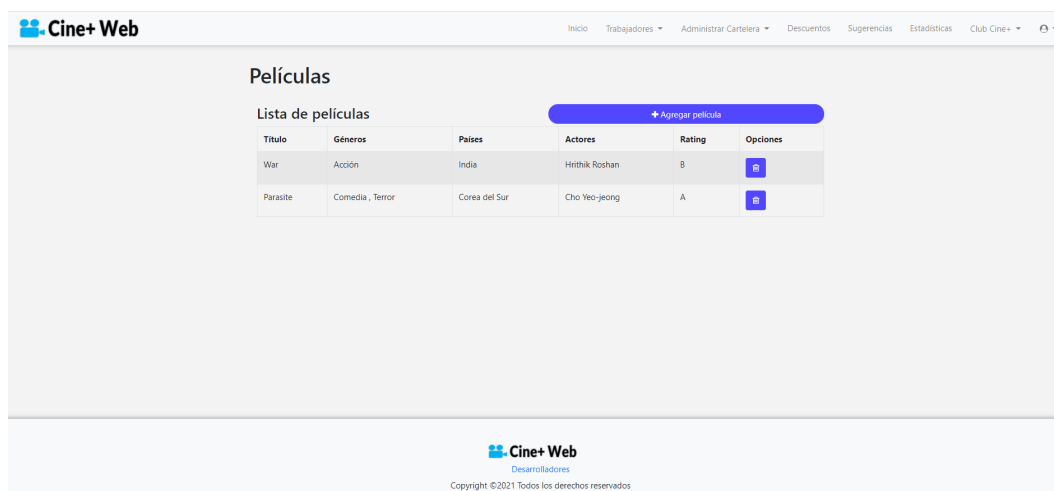 Cine+ Web
Inicio Trabajadores Administrar Cartelera Descuentos Sugerencias Estadísticas Club Cine+
Películas
Lista de películas
+ Agregar película
Título Géneros Países Actores Rating Opciones
War Acción India Hrithik Roshan B
Parasite Comedia , Terror Corea del Sur Cho Yeo-jeong A
Cine+ Web
Desarrolladores
Copyright ©2021 Todos los derechos reservados